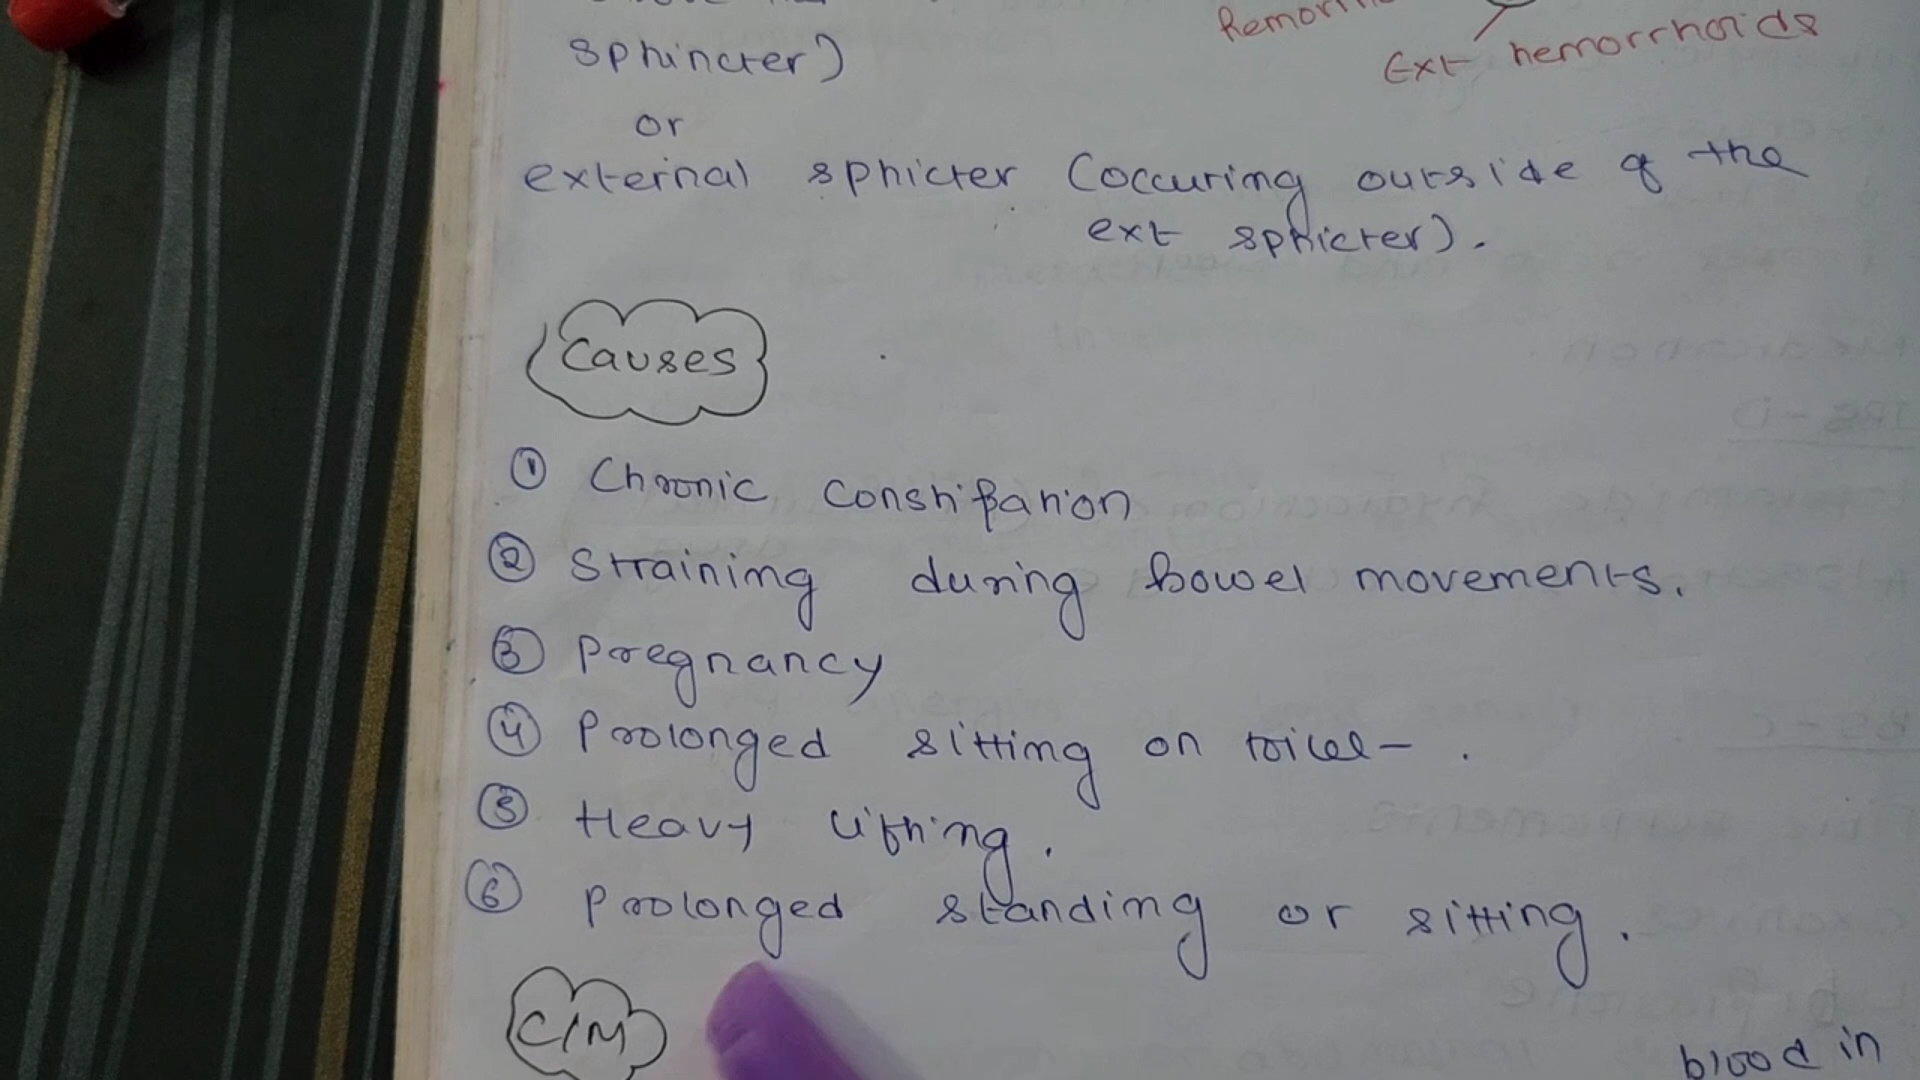 sphincter)
Ext hemorrhoids
or
external sphicter (occuring outside of the
ext sphicter).
Causes
① Chronic constipation
② Straining during bowel movements.
③ Pregnancy
④ Prolonged sitting on toilet .
⑤ Heavy lifting.
⑥ Prolonged standing or sitting.
C/M
blood in